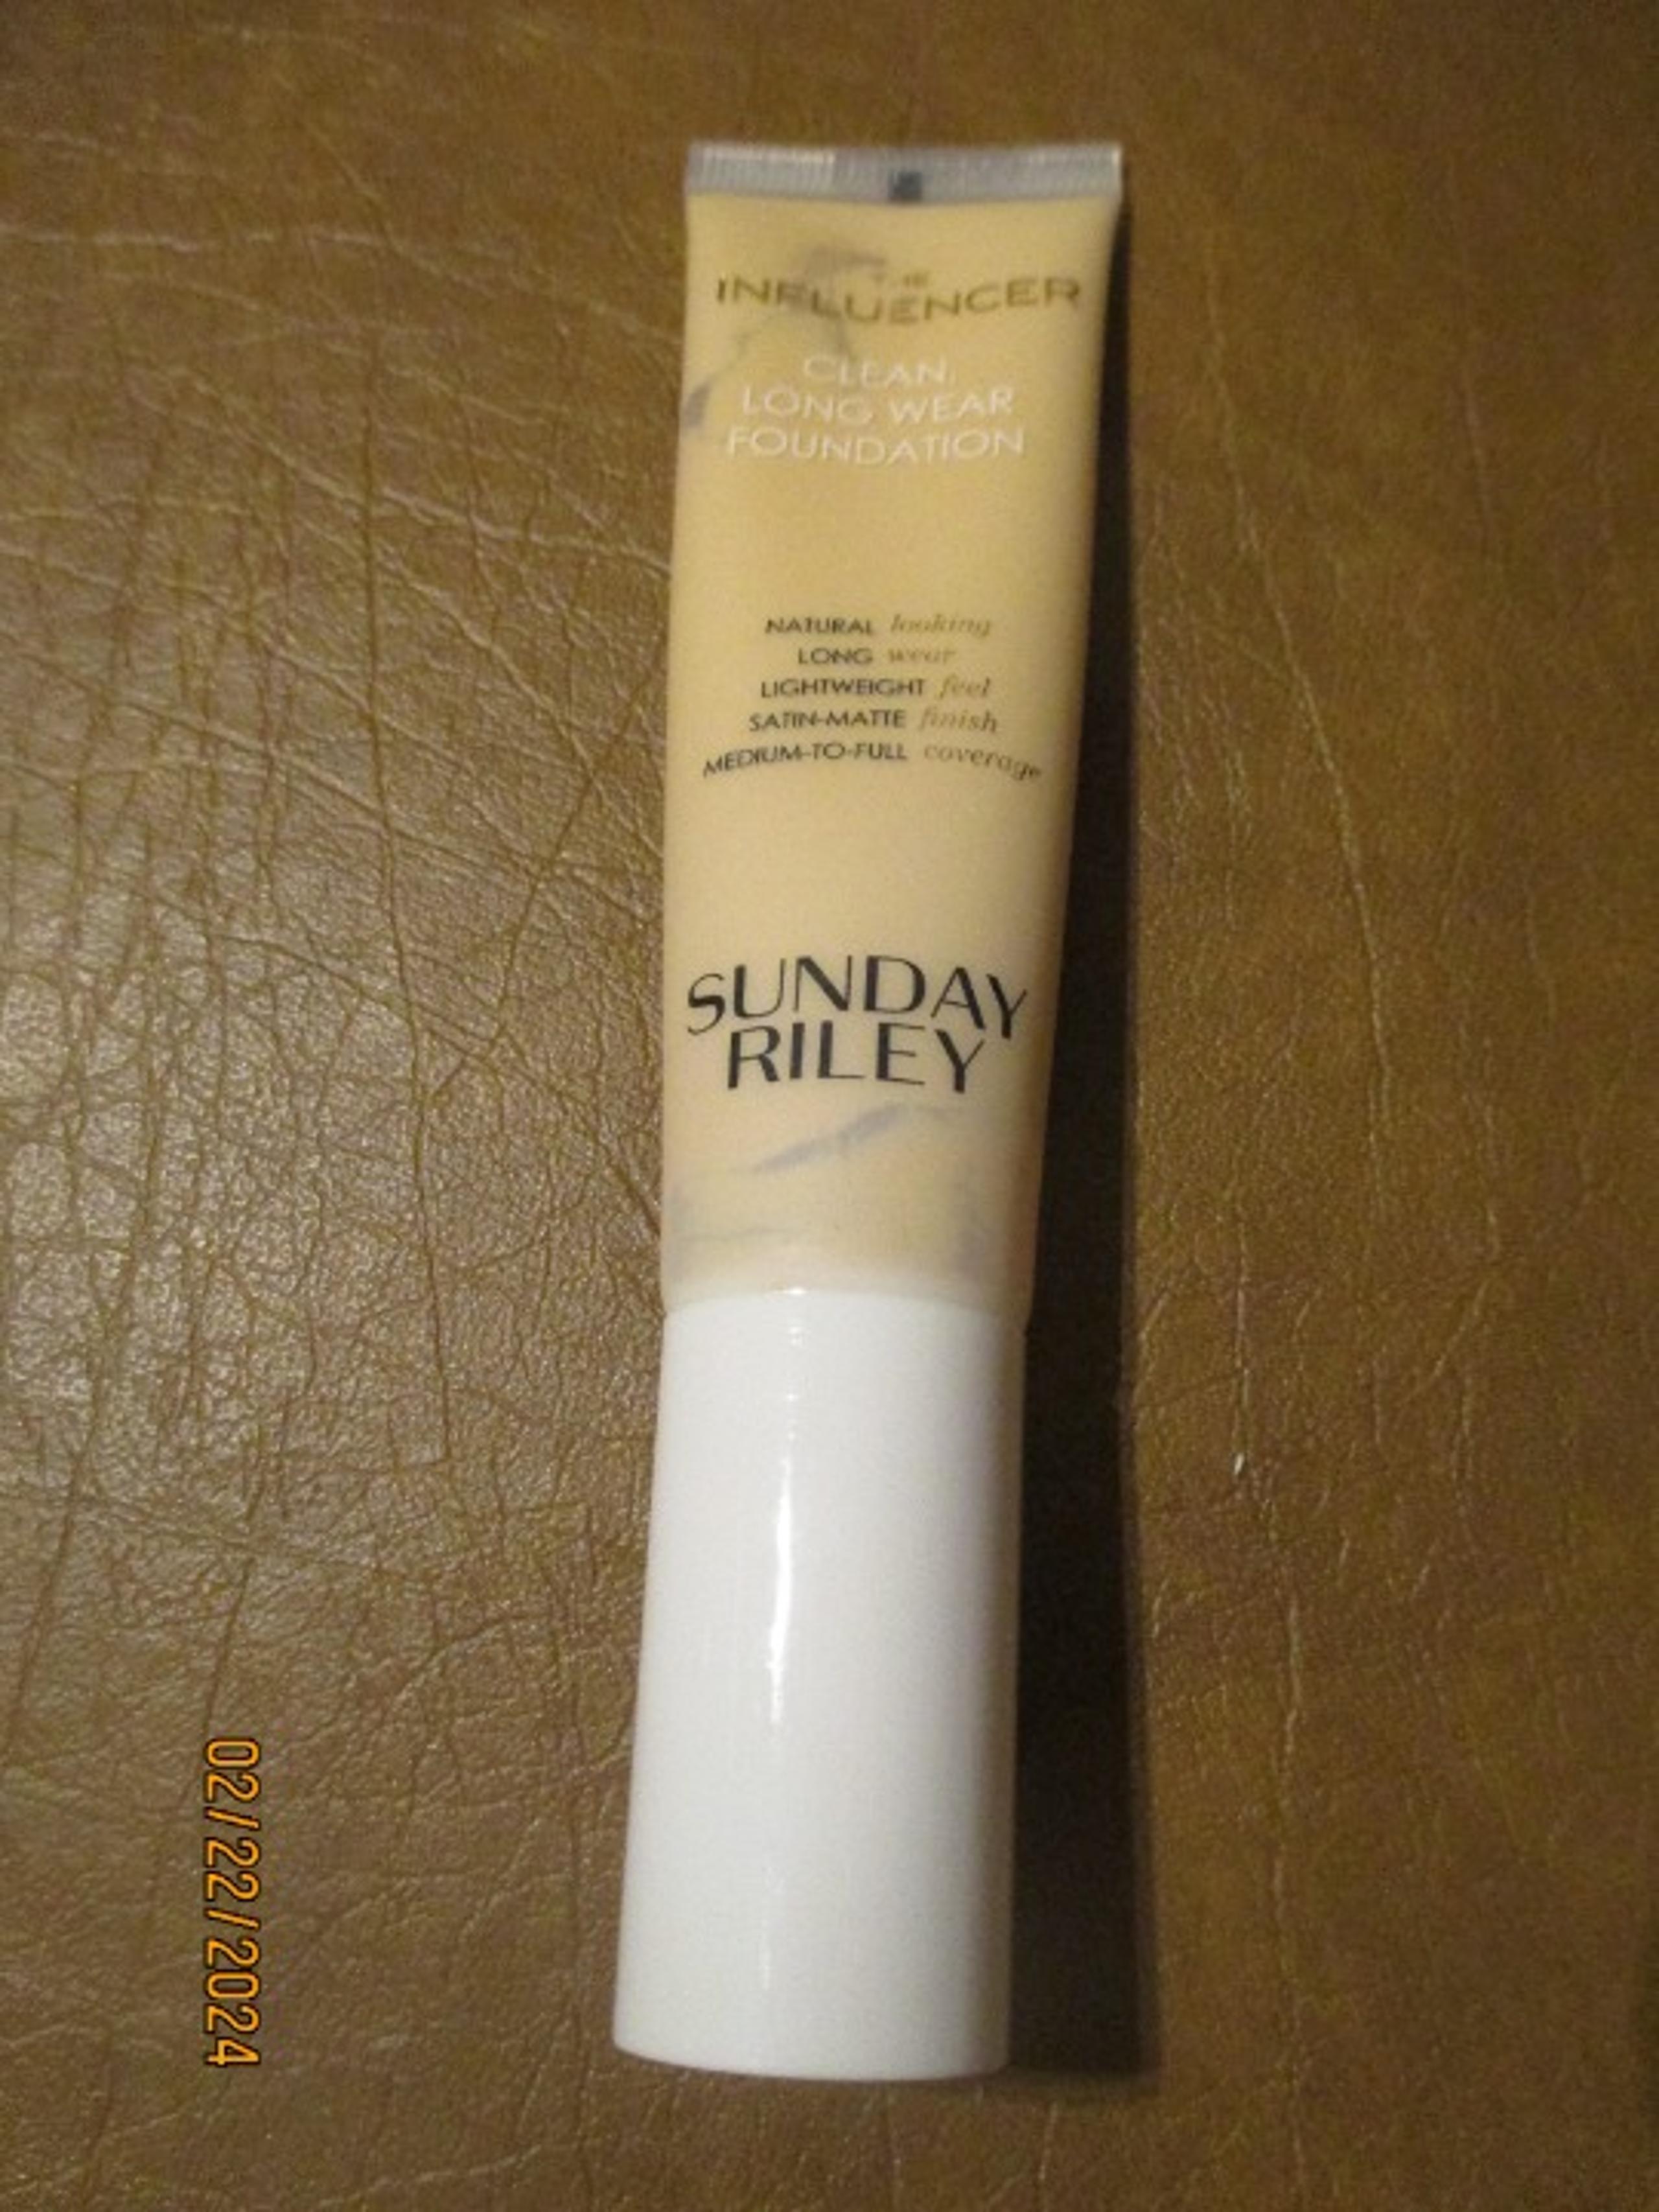 THE
INFLUENCER
CLEAN,
LONG WEAR
FOUNDATION
NATURAL looking
LONG wear
LIGHTWEIGHT feel
SATIN-MATTE finish
MEDIUM-TO-FULL coverage
SUNDAY
RILEY
02/22/2024